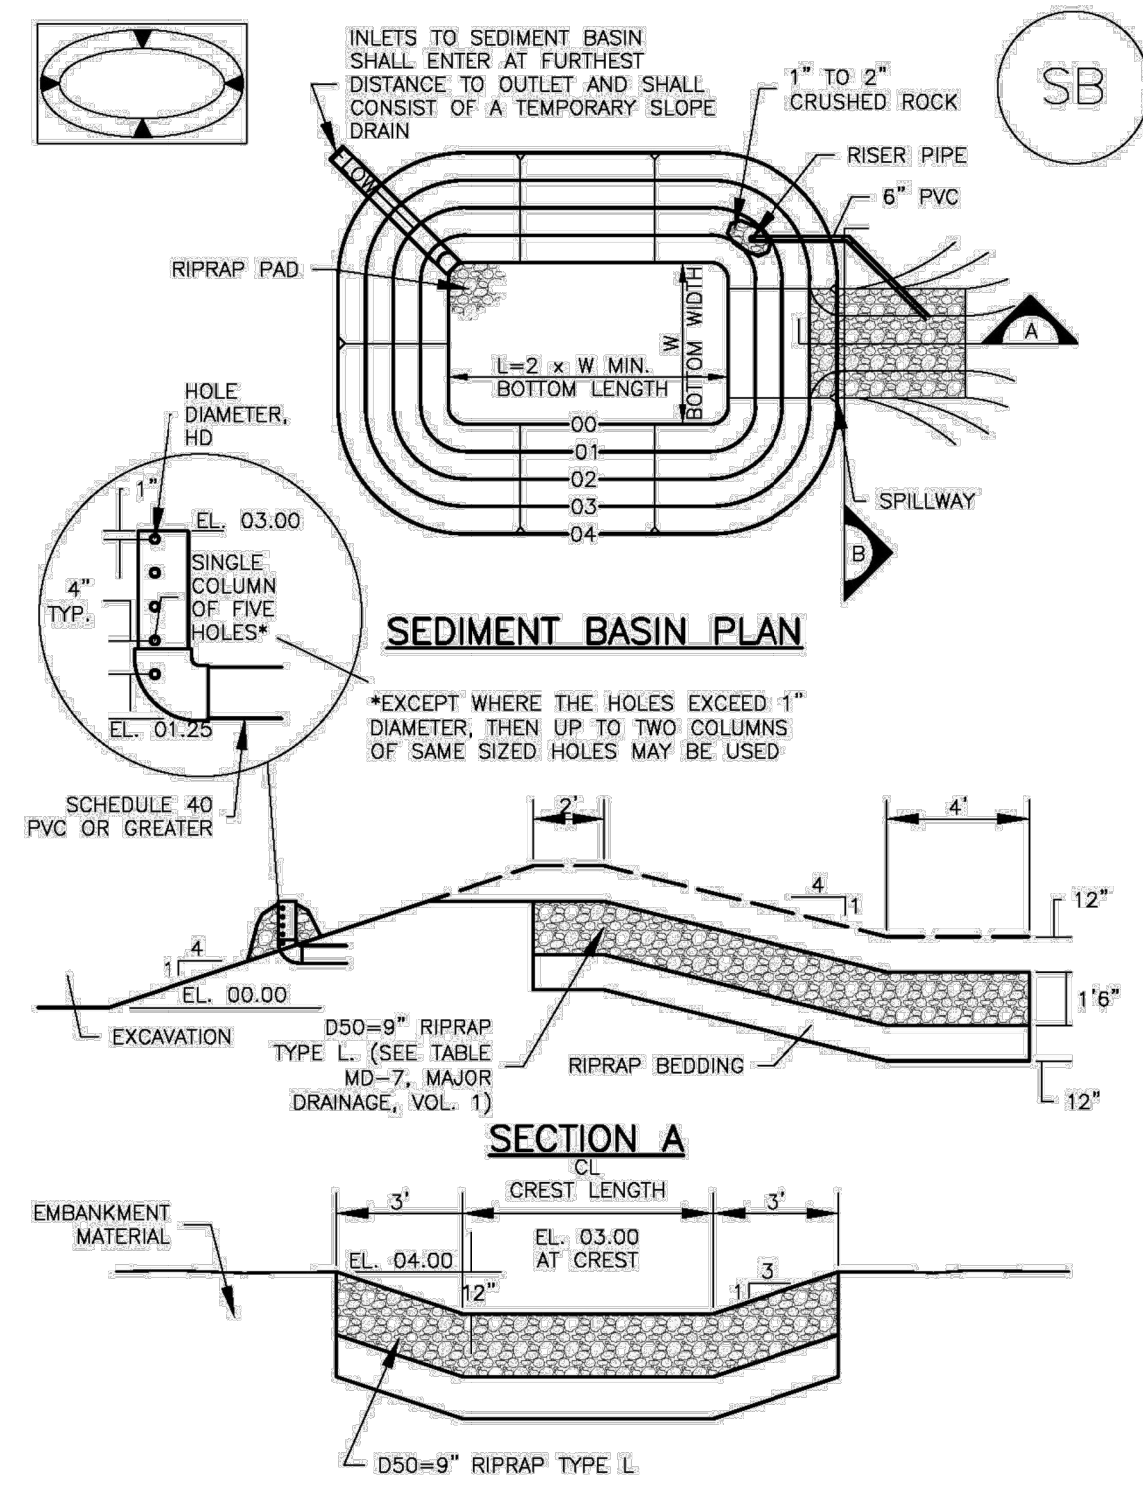 INLETS TO SEDIMENT BASIN
SHALL ENTER AT FURTHEST
DISTANCE TO OUTLET AND SHALL
CONSIST OF A TEMPORARY SLOPE
DRAIN
1" TO 2"
CRUSHED ROCK
SB
RISER PIPE
6" PVC
FLOW
RIPRAP PAD
W
BOTTOM WIDTH
A
L=2 x W MIN.
BOTTOM LENGTH
00
01
02
03
04
SPILLWAY
B
HOLE
DIAMETER,
HD
1"
EL. 03.00
4"
TYP.
SINGLE
COLUMN
OF FIVE
HOLES*
EL. 01.25
SEDIMENT BASIN PLAN
*EXCEPT WHERE THE HOLES EXCEED 1"
DIAMETER, THEN UP TO TWO COLUMNS
OF SAME SIZED HOLES MAY BE USED
SCHEDULE 40
PVC OR GREATER
2'
4'
4
1
12"
4
1
EL. 00.00
1'6"
EXCAVATION
D50=9" RIPRAP
TYPE L. (SEE TABLE
MD-7, MAJOR
DRAINAGE, VOL. 1)
RIPRAP BEDDING
12"
SECTION A
CL
CREST LENGTH
3'
3'
EMBANKMENT
MATERIAL
EL. 04.00
EL. 03.00
AT CREST
12"
3
1
D50=9" RIPRAP TYPE L